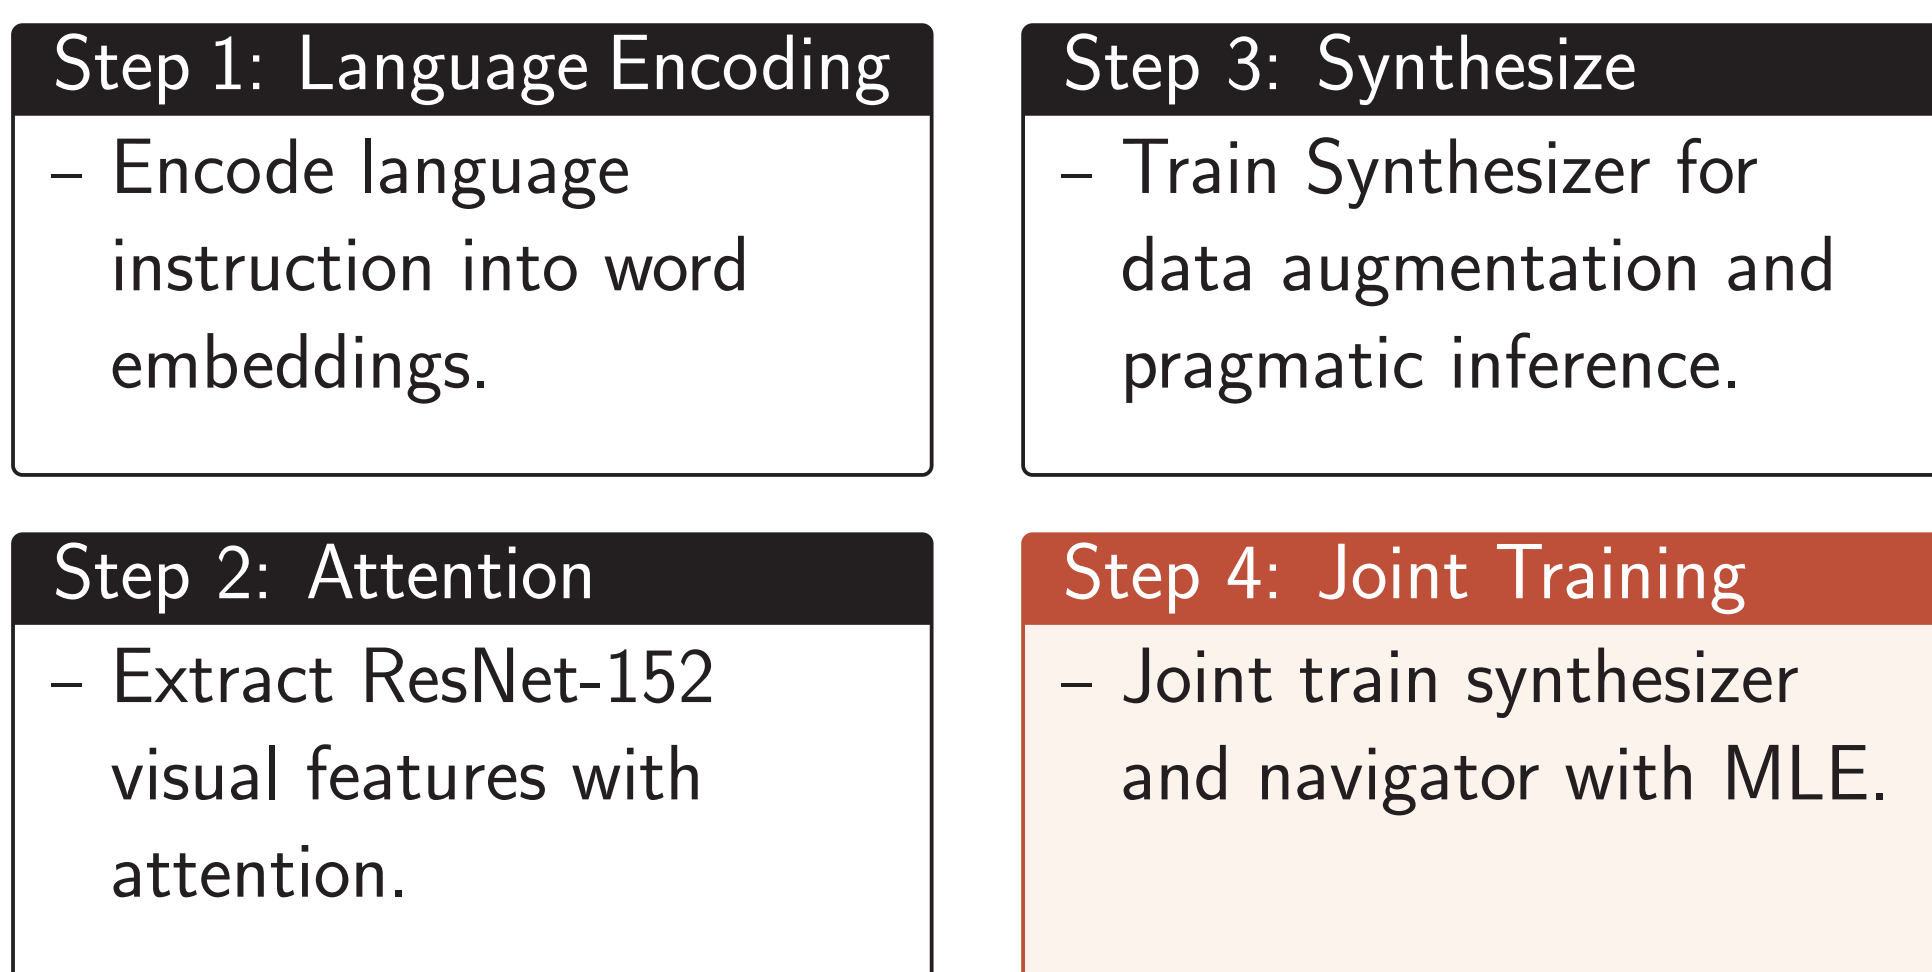 Step 1: Language Encoding
– Encode language
instruction into word
embeddings.
Step 2: Attention
– Extract ResNet-152
visual features with
attention.
Step 3: Synthesize
– Train Synthesizer for
data augmentation and
pragmatic inference.
Step 4: Joint Training
– Joint train synthesizer
and navigator with MLE.